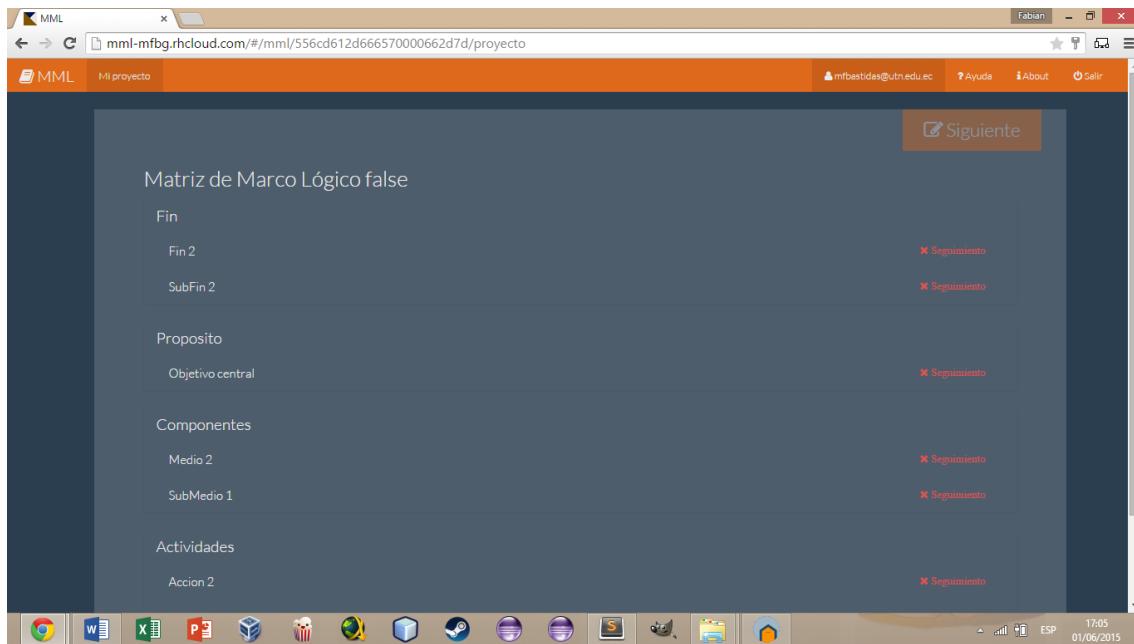 MML
Fabian
mml-mfbg.rhcloud.com/#/mml/556cd612d666570000662d7d/proyecto
MML Mi proyecto mfbastidas@utn.edu.ec ? Ayuda i About Salir
Siguiente
Matriz de Marco Lógico false
Fin
Fin 2 ✖ Seguimiento
SubFin 2 ✖ Seguimiento
Proposito
Objetivo central ✖ Seguimiento
Componentes
Medio 2 ✖ Seguimiento
SubMedio 1 ✖ Seguimiento
Actividades
Accion 2 ✖ Seguimiento
ESP 17:05
01/06/2015